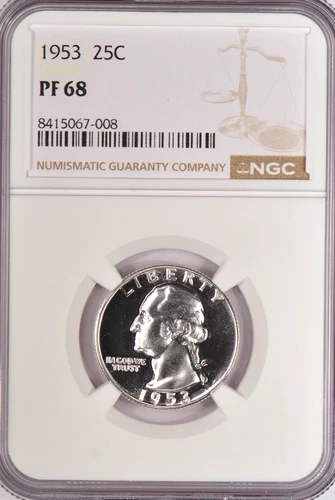 1953 25C
PF 68
8415067-008
NUMISMATIC GUARANTY COMPANY
NGC
LIBERTY
IN GOD WE
TRUST
1953